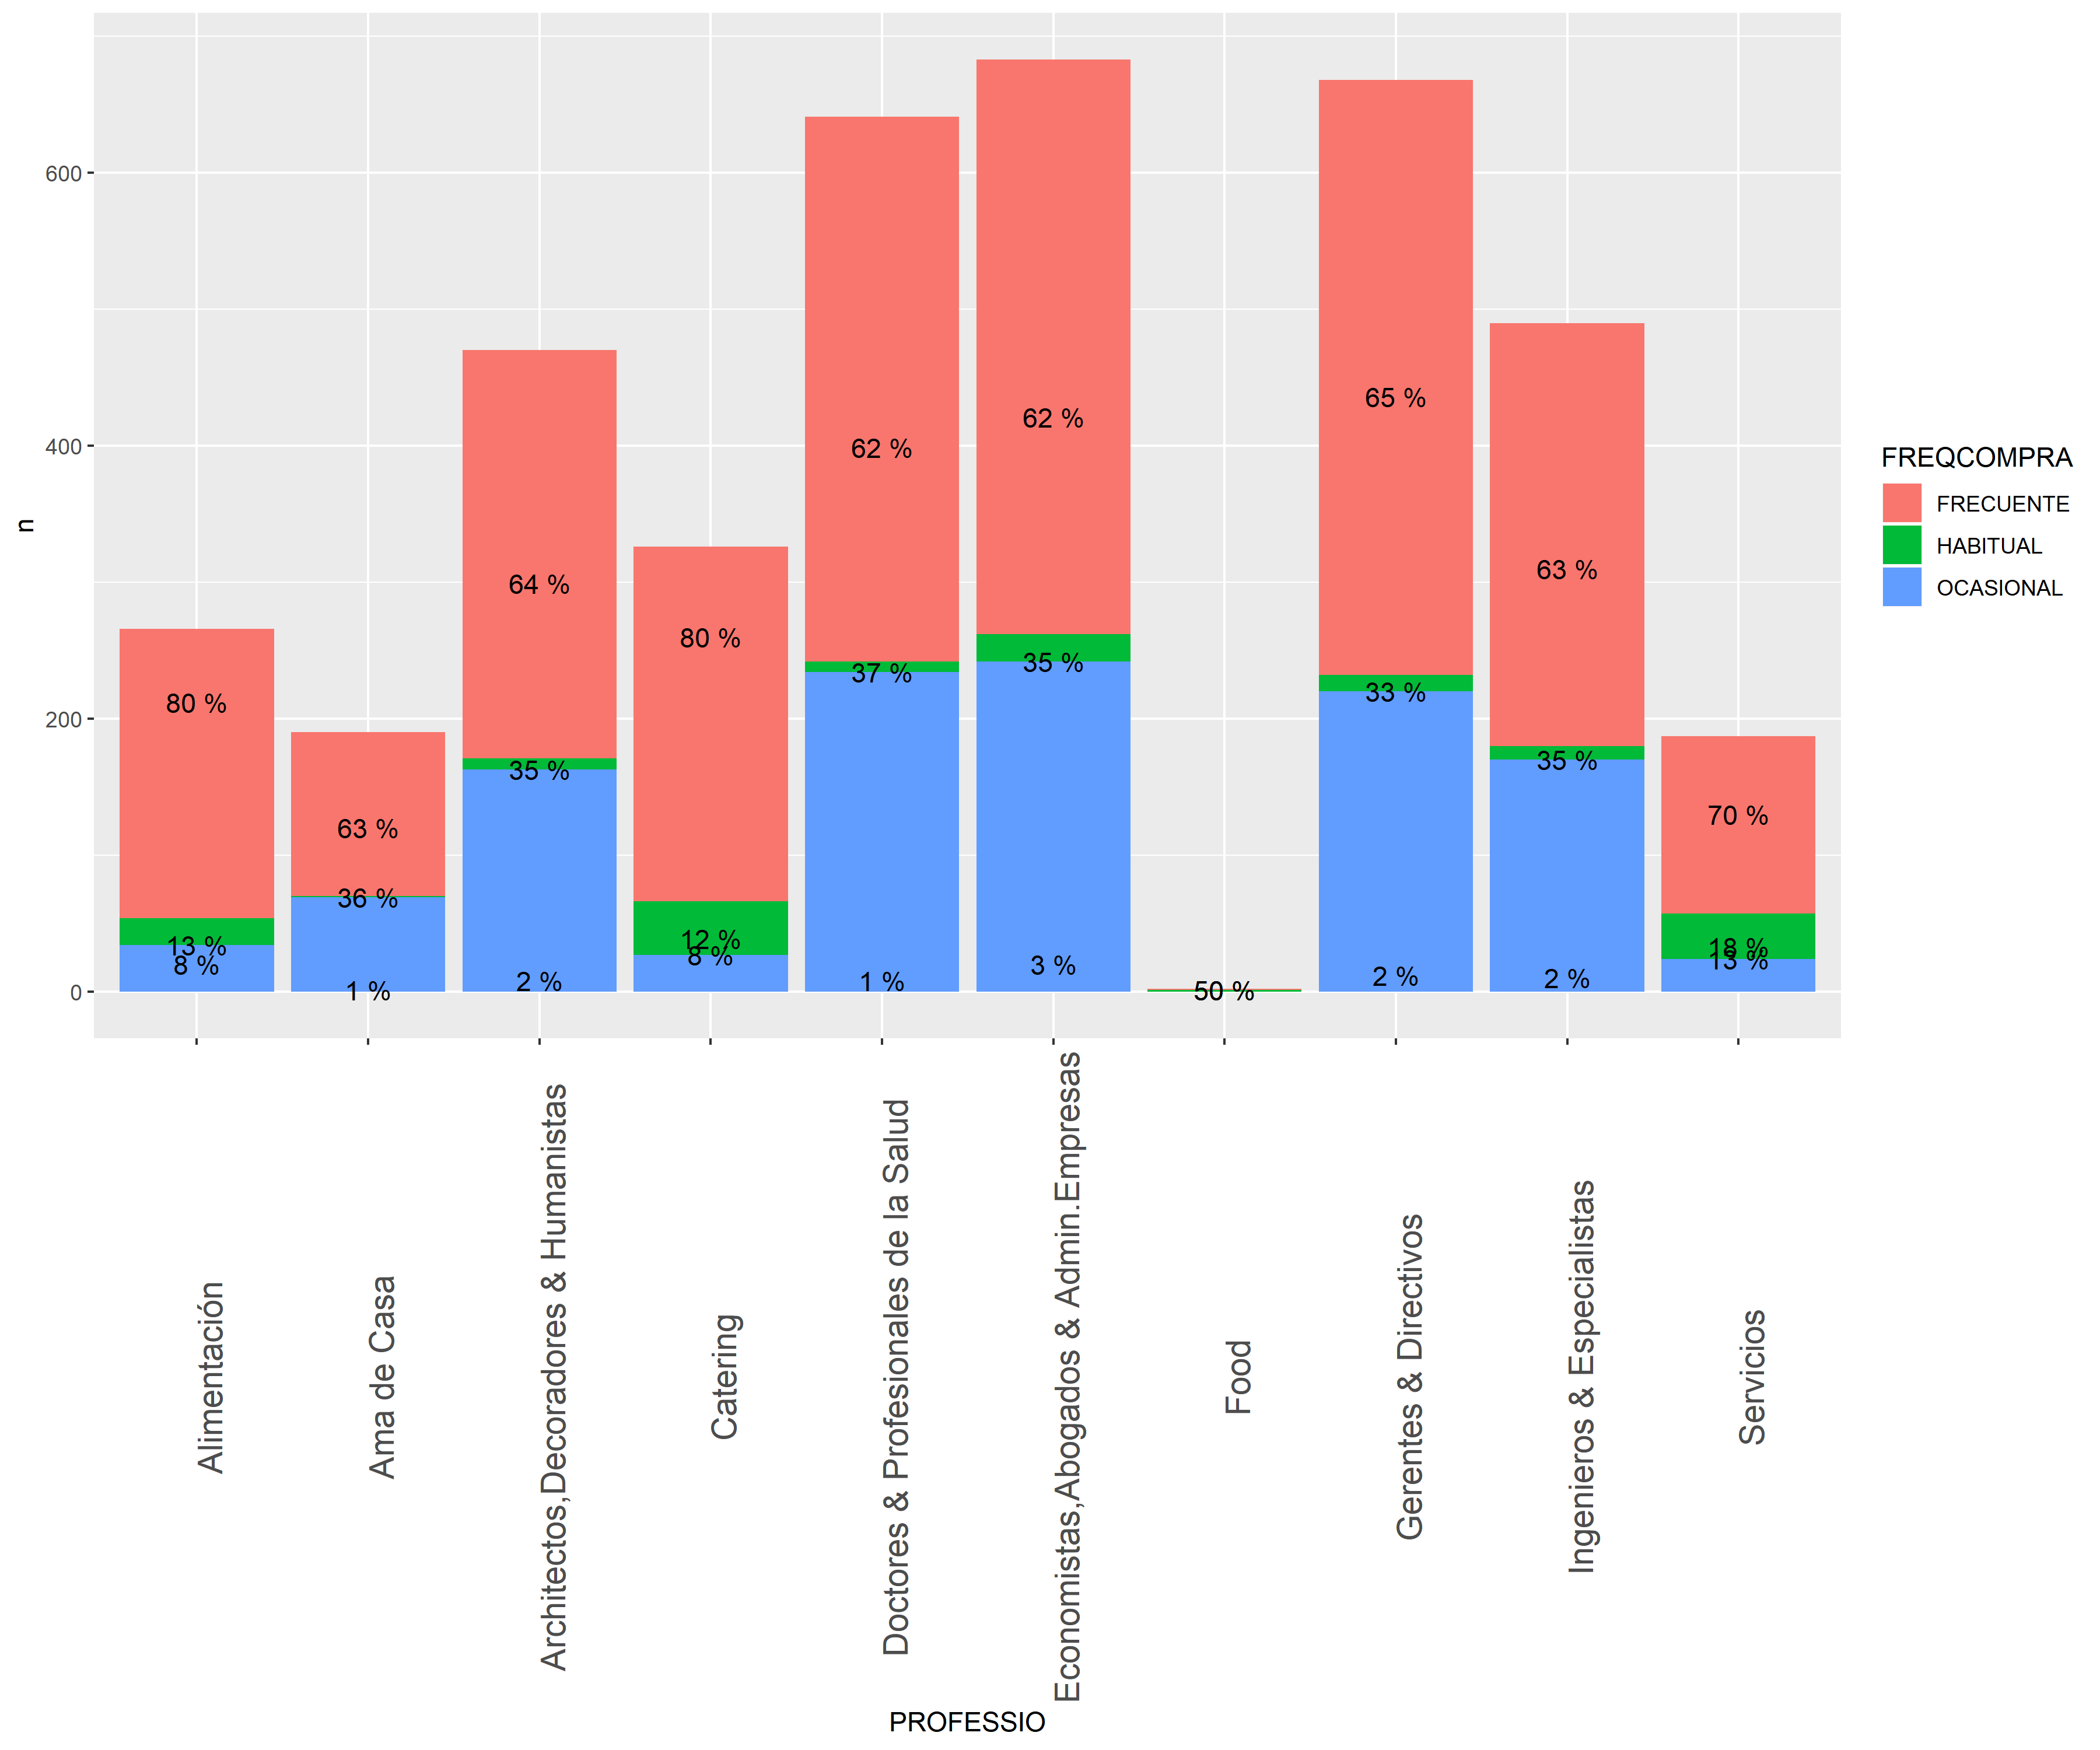 600
400
200
0
n
80 %
13 %
8 %
63 %
36 %
1 %
64 %
35 %
2 %
80 %
12 %
8 %
62 %
37 %
1 %
62 %
35 %
3 %
50 %
65 %
33 %
2 %
63 %
35 %
2 %
70 %
18 %
13 %
FREQCOMPRA
FRECUENTE
HABITUAL
OCASIONAL
Alimentación
Ama de Casa
Architectos,Decoradores & Humanistas
Catering
Doctores & Profesionales de la Salud
Economistas,Abogados & Admin.Empresas
Food
Gerentes & Directivos
Ingenieros & Especialistas
Servicios
PROFESSIO